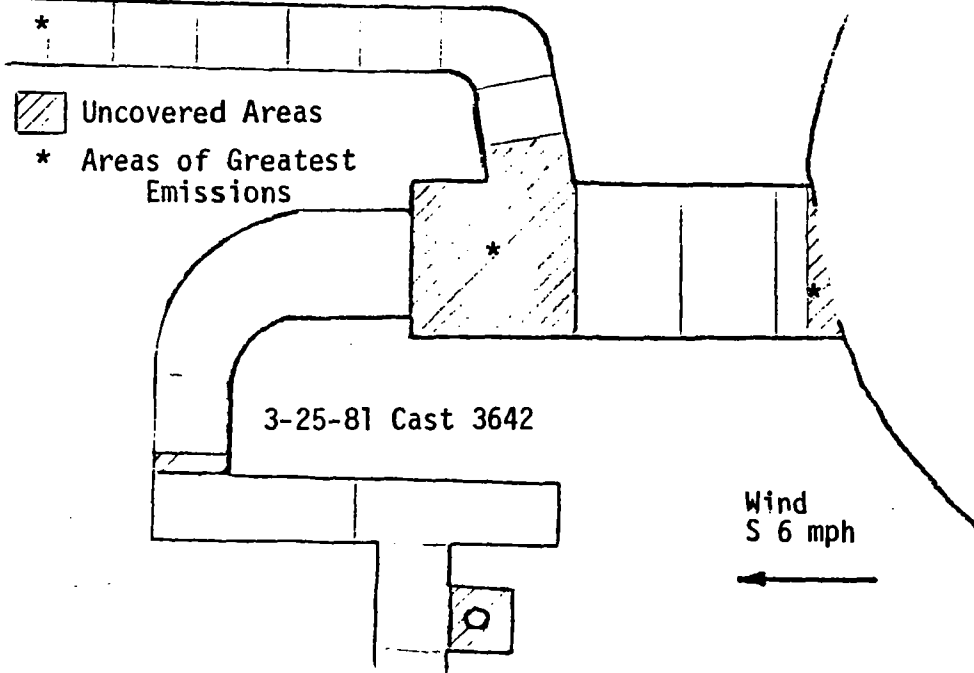 *
Uncovered Areas
* Areas of Greatest
Emissions
*
*
3-25-81 Cast 3642
Wind
S 6 mph